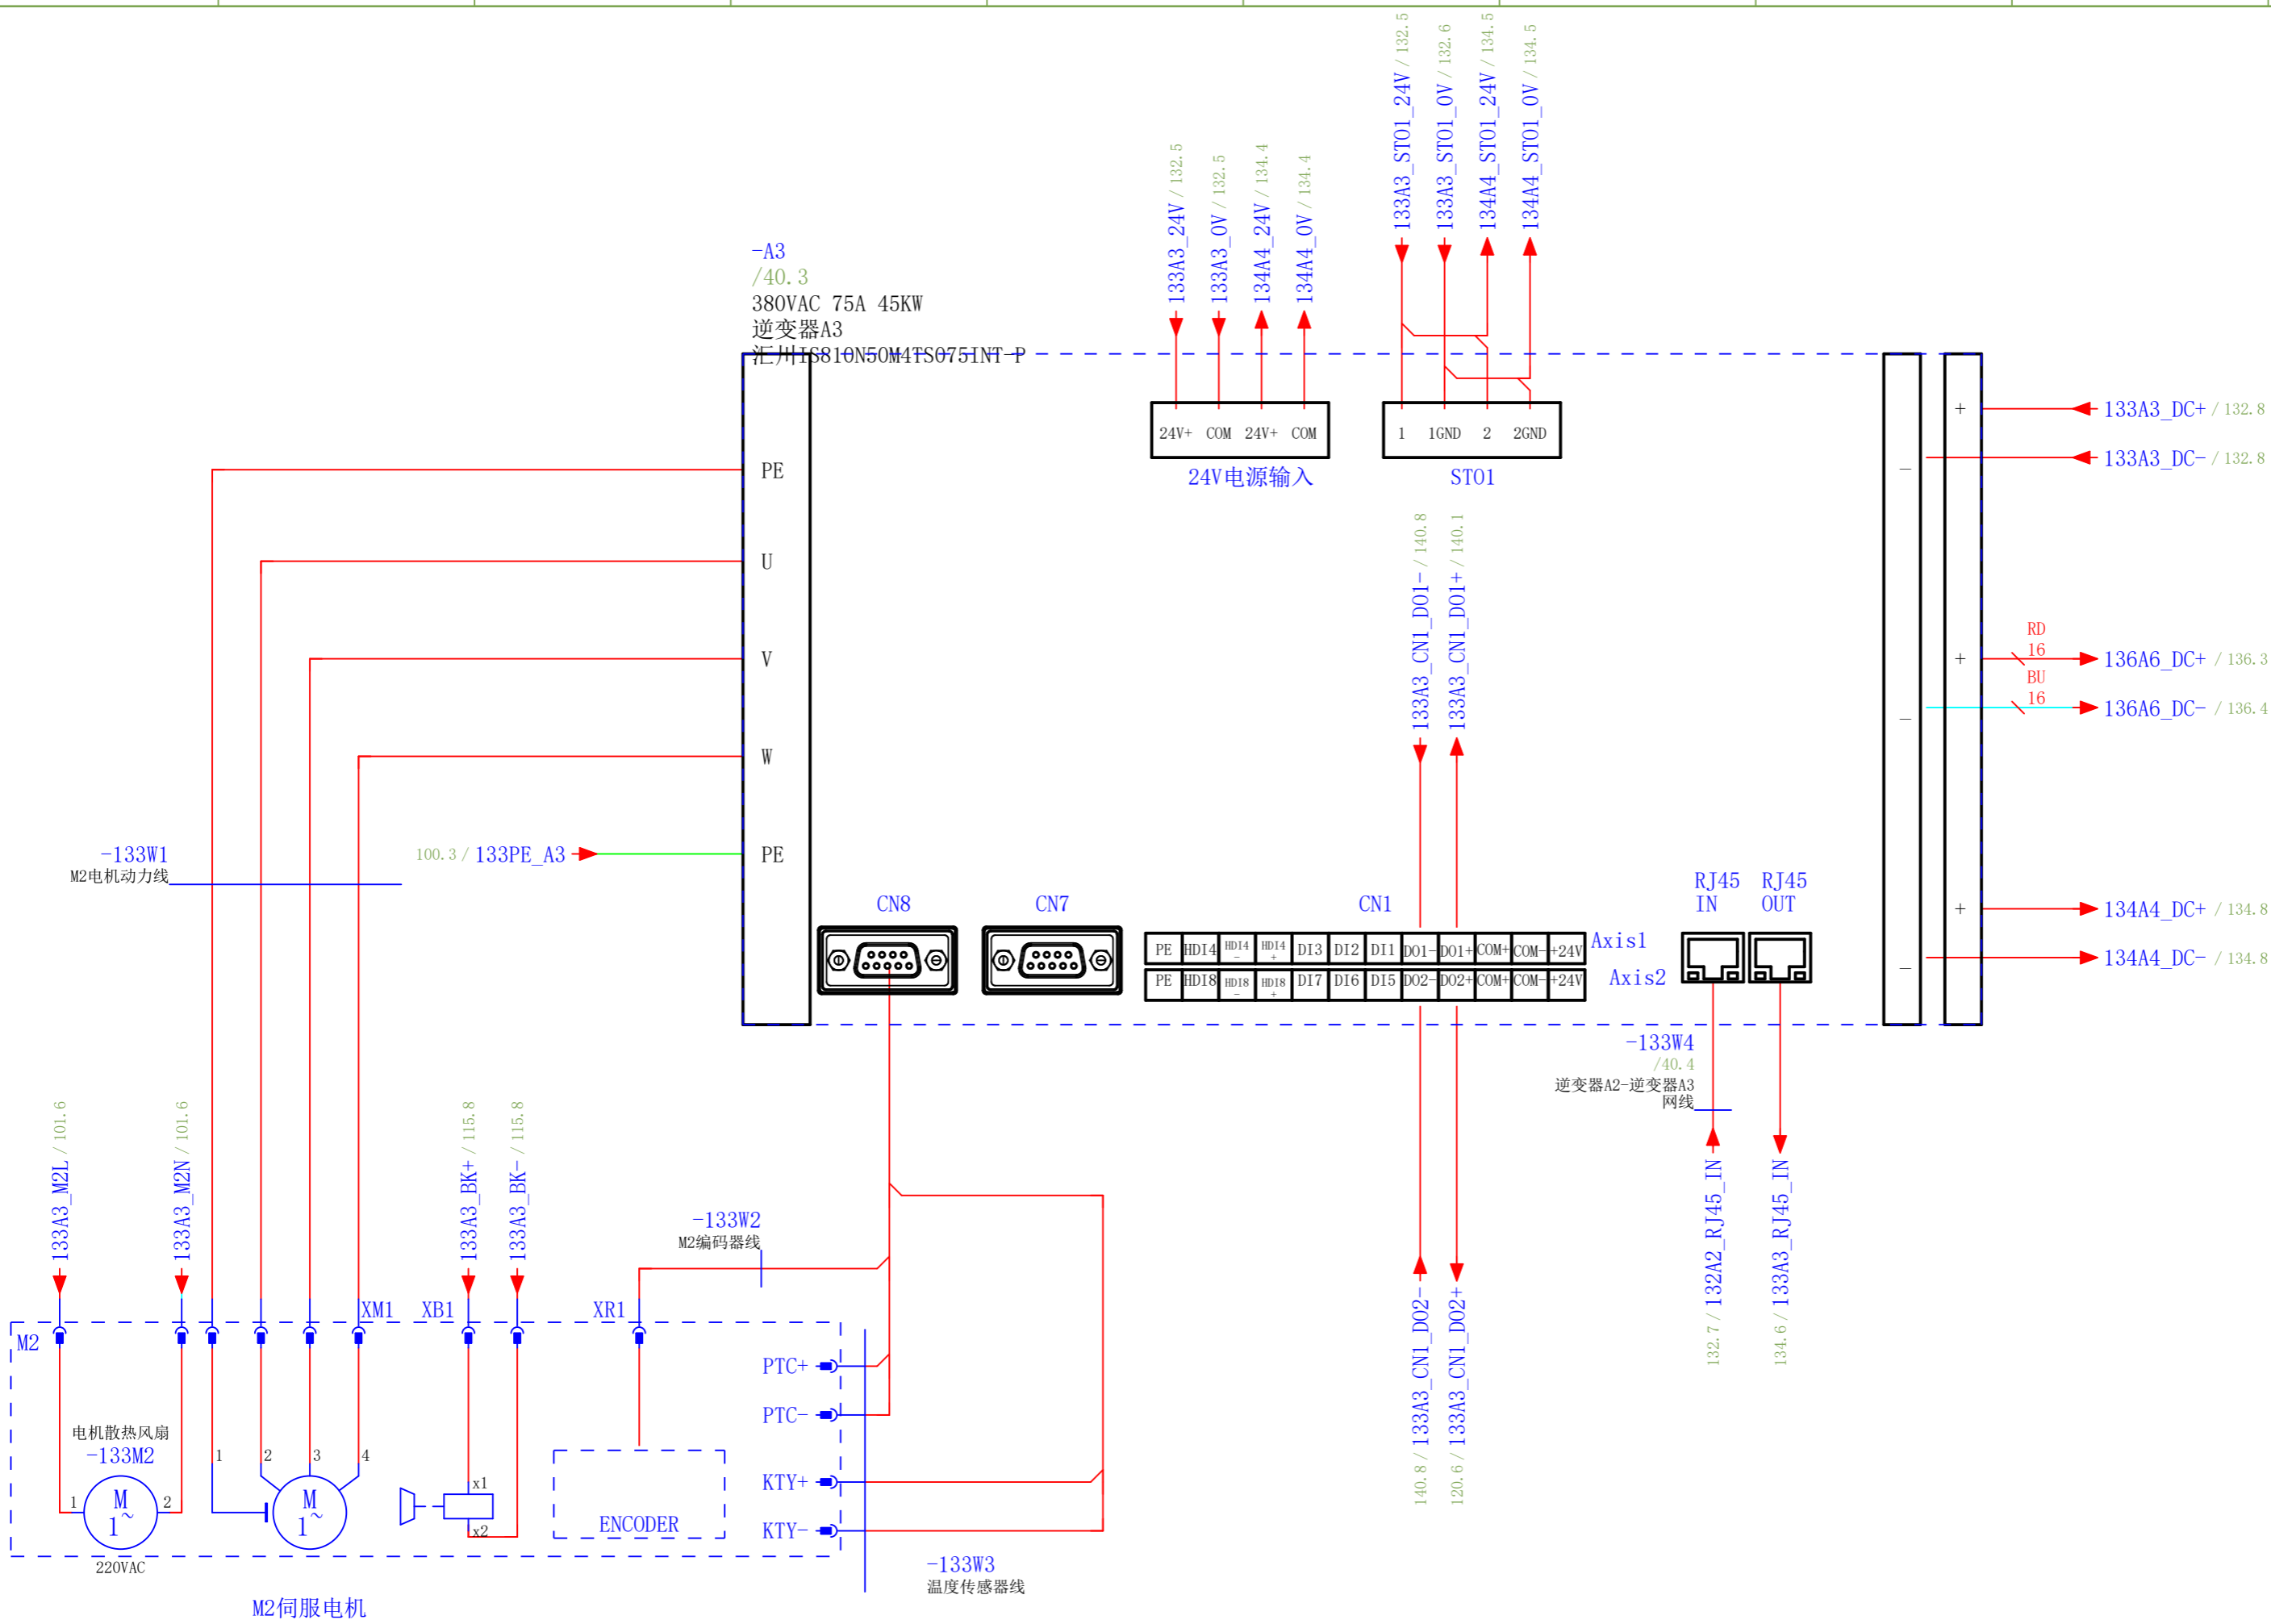 133A3_STO1_24V / 132.5
133A3_STO1_0V / 132.6
134A4_STO1_24V / 134.5
134A4_STO1_0V / 134.5
133A3_24V / 132.5
133A3_0V / 132.5
134A4_24V / 134.4
134A4_0V / 134.4
-A3
/40.3
380VAC 75A 45KW
逆变器A3
汇川IS810N50M4TS075INT-P
24V+ COM 24V+ COM
24V电源输入
1 1GND 2 2GND
STO1
+ 133A3_DC+ / 132.8
- 133A3_DC- / 132.8
PE
U
V
W
PE
133A3_CN1_DO1- / 140.8
133A3_CN1_DO1+ / 140.1
RD
16
+ 136A6_DC+ / 136.3
BU
16
- 136A6_DC- / 136.4
-133W1
M2电机动力线
100.3 / 133PE_A3
+ 134A4_DC+ / 134.8
- 134A4_DC- / 134.8
CN8
CN7
CN1
RJ45 IN
RJ45 OUT
PE HDI4 HDI4- HDI4+ DI3 DI2 DI1 DO1- DO1+ COM+ COM- +24V Axis1
PE HDI8 HDI8- HDI8+ DI7 DI6 DI5 DO2- DO2+ COM+ COM- +24V Axis2
-133W4
/40.4
逆变器A2-逆变器A3
网线
133A3_M2L / 101.6
133A3_M2N / 101.6
133A3_BK+ / 115.8
133A3_BK- / 115.8
-133W2
M2编码器线
140.8 / 133A3_CN1_DO2-
120.6 / 133A3_CN1_DO2+
132.7 / 132A2_RJ45_IN
134.6 / 133A3_RJ45_IN
M2
XM1
XB1
XR1
PTC+
PTC-
KTY+
KTY-
电机散热风扇
-133M2
1 M 1~ 2
220VAC
1 2 3 4
M 1~
x1
x2
ENCODER
-133W3
温度传感器线
M2伺服电机